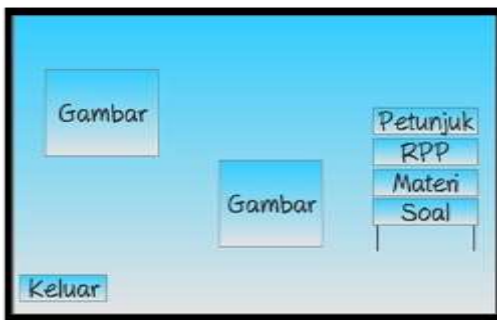 Gambar
Petunjuk
RPP
Materi
Gambar
Soal
Keluar